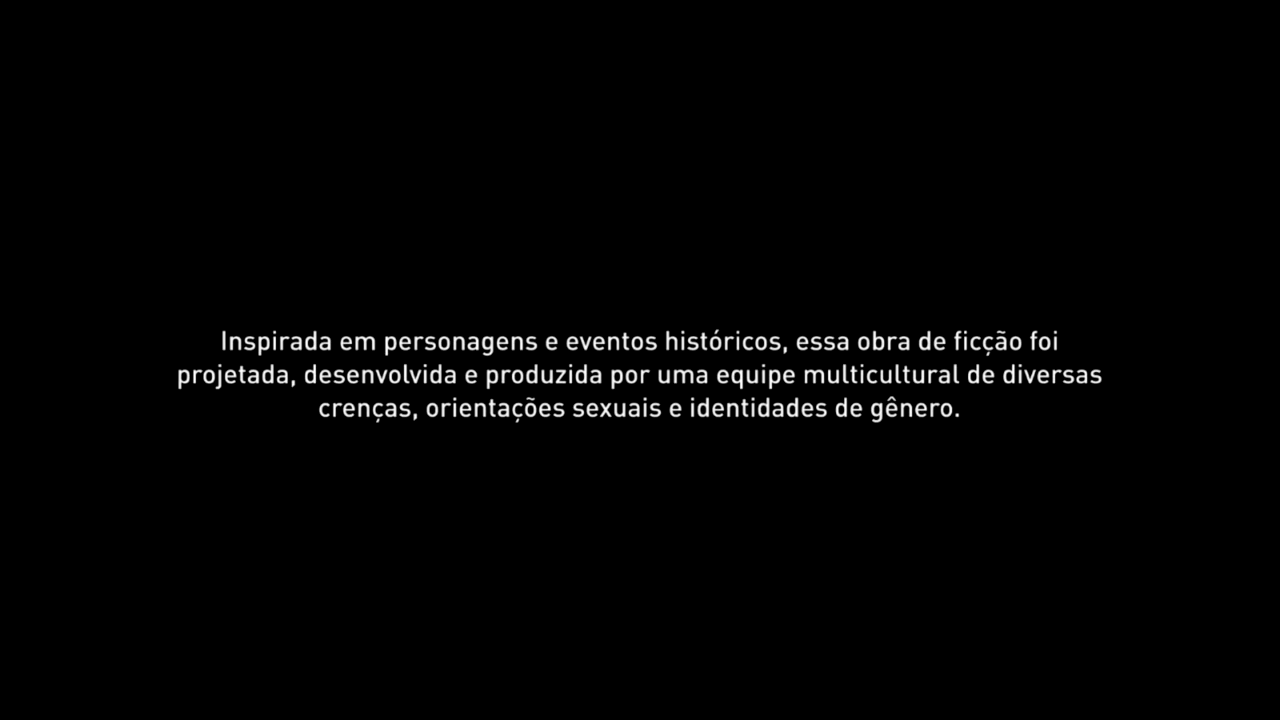 Inspirada em personagens e eventos históricos, essa obra de ficção foi
projetada, desenvolvida e produzida por uma equipe multicultural de diversas
crenças, orientações sexuais e identidades de gênero.